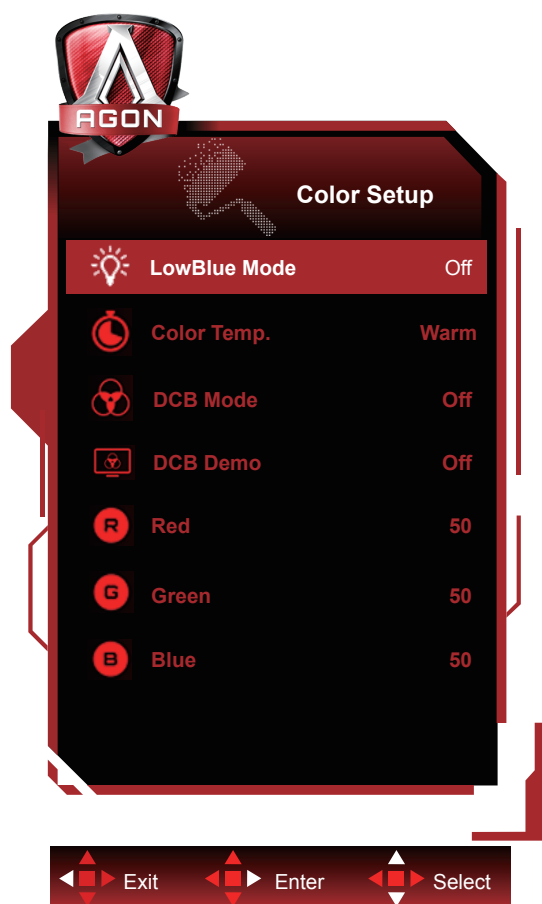 AGON
Color Setup
LowBlue Mode Off
Color Temp. Warm
DCB Mode Off
DCB Demo Off
R Red 50
G Green 50
B Blue 50
Exit Enter Select